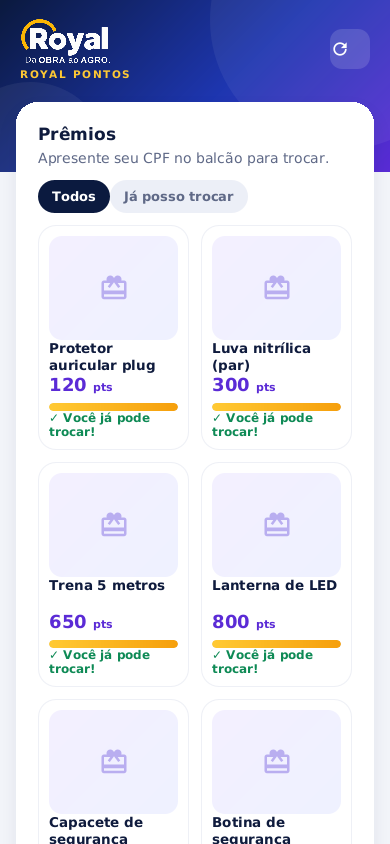 Royal
Da OBRA ao AGRO.
ROYAL PONTOS
Prêmios
Apresente seu CPF no balcão para trocar.
Todos
Já posso trocar
Protetor
auricular plug
120 pts
✓ Você já pode
trocar!
Luva nitrílica
(par)
300 pts
✓ Você já pode
trocar!
Trena 5 metros
650 pts
✓ Você já pode
trocar!
Lanterna de LED
800 pts
✓ Você já pode
trocar!
Capacete de
segurança
Botina de
segurança